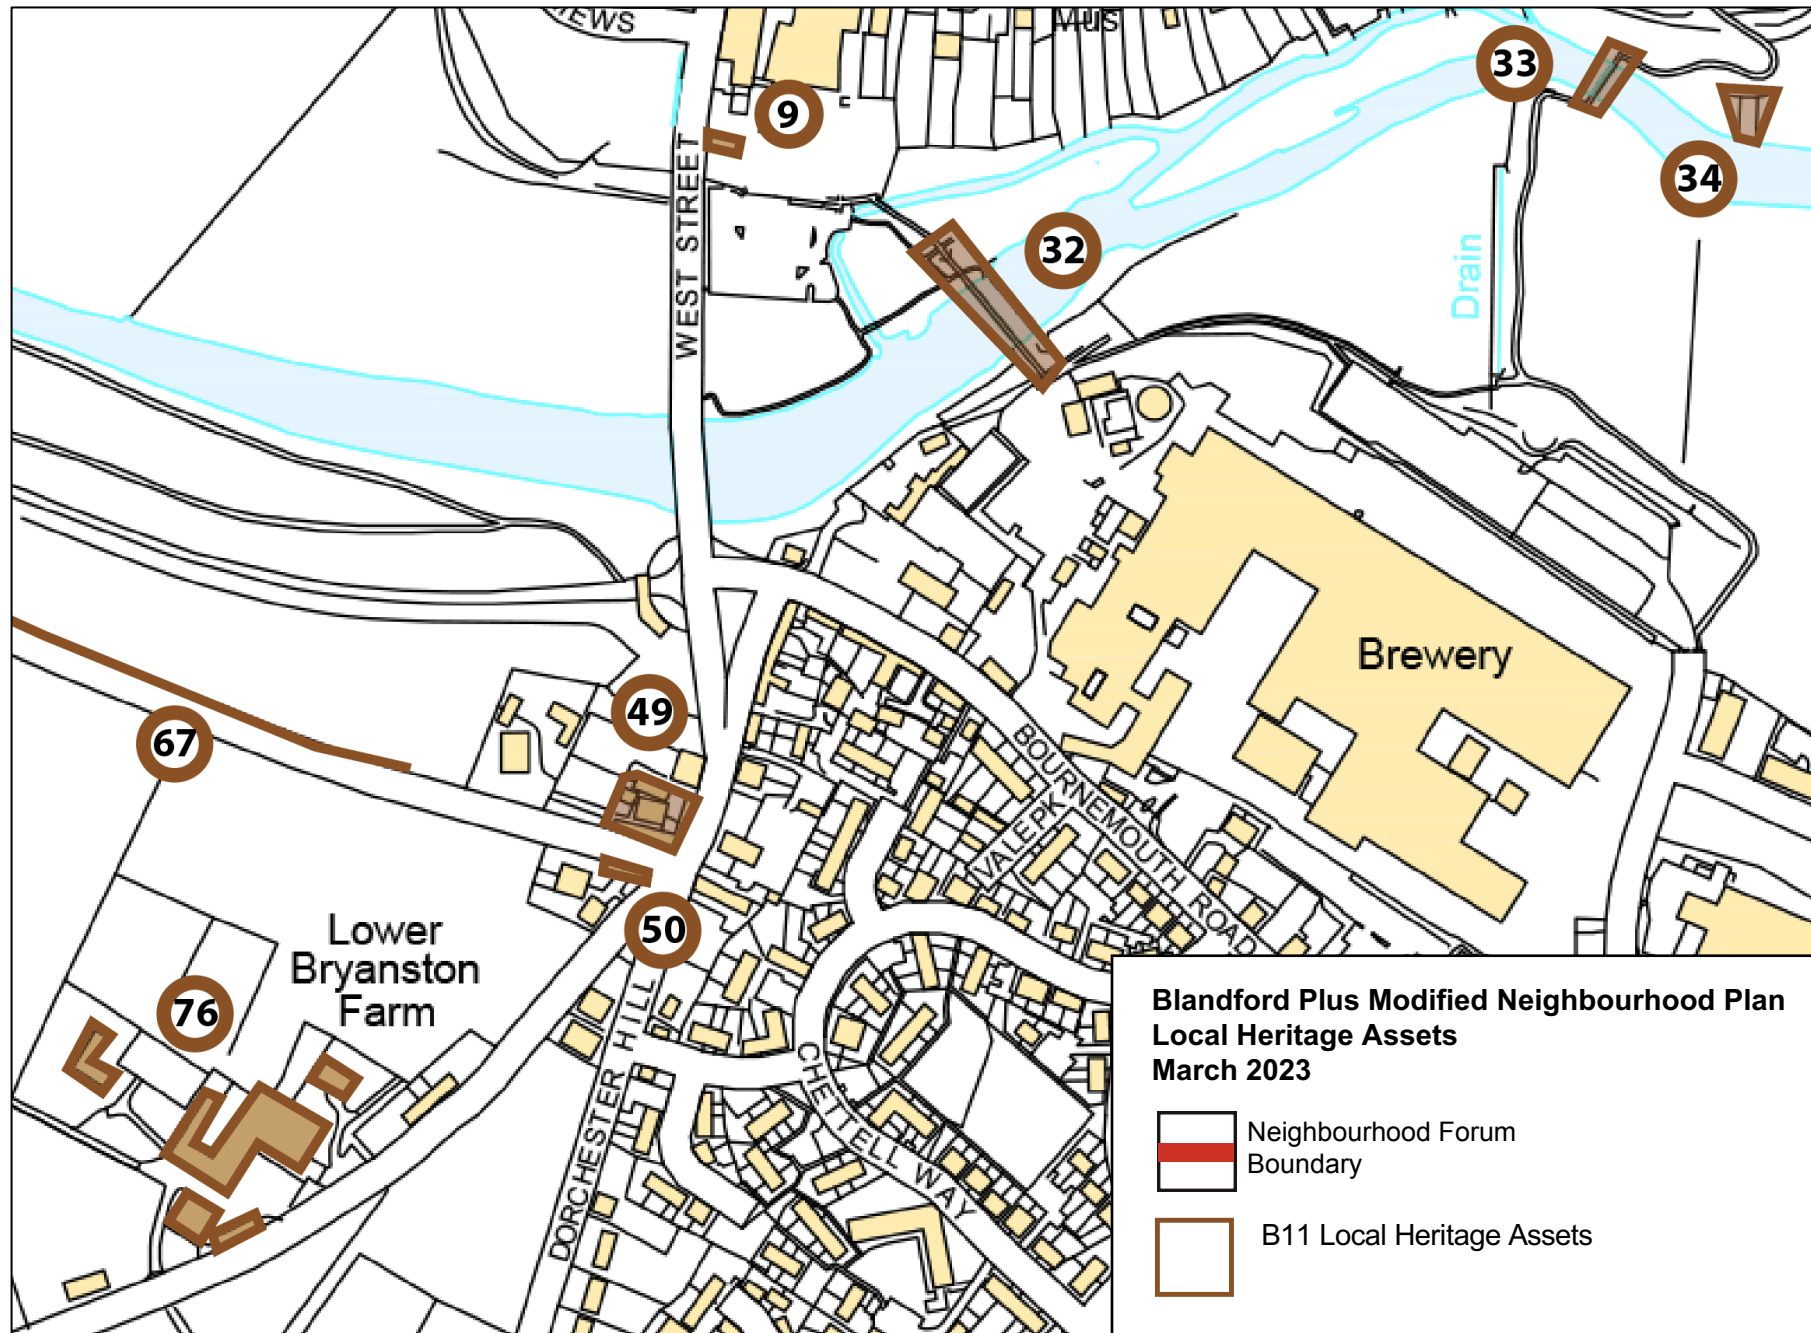 MEWS
Mus
9
33
34
32
WEST STREET
Drain
Brewery
67
49
50
BOURNEMOUTH ROAD
VALE PK
Lower
Bryanston
Farm
76
DORCHESTER HILL
CHETTELL WAY
Blandford Plus Modified Neighbourhood Plan
Local Heritage Assets
March 2023
Neighbourhood Forum
Boundary
B11 Local Heritage Assets